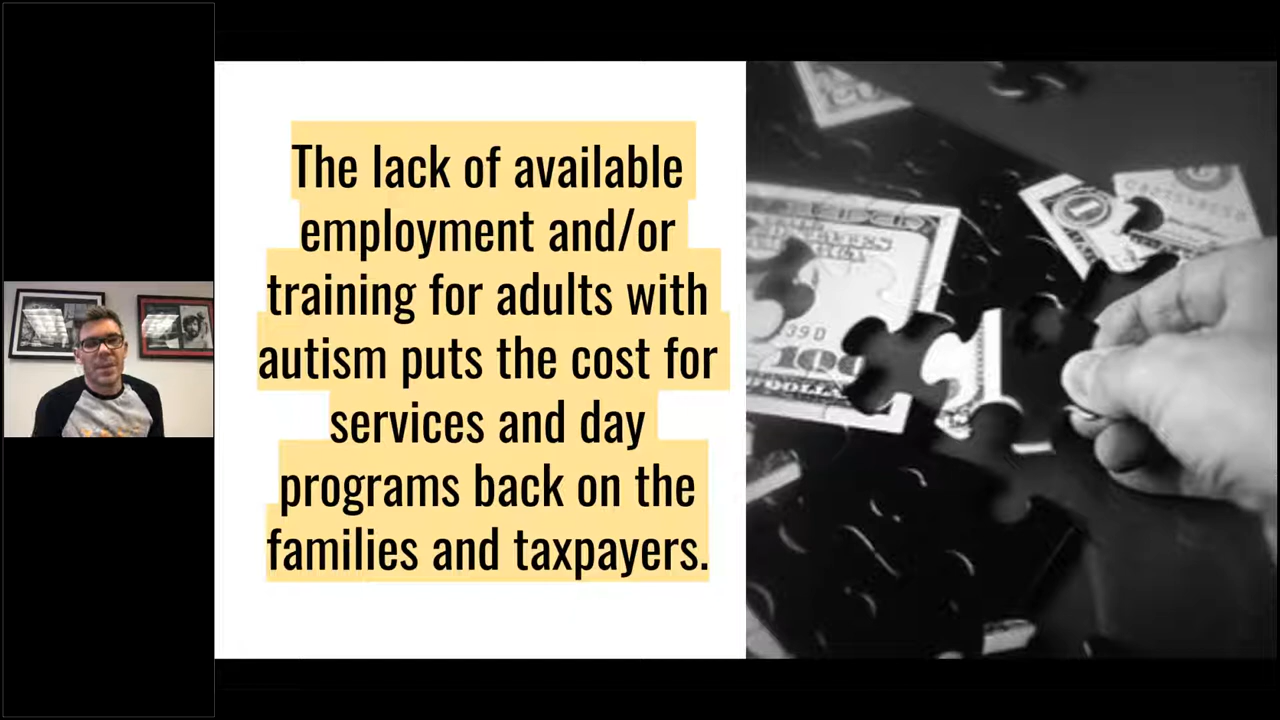 The lack of available
employment and/or
training for adults with
autism puts the cost for
services and day
programs back on the
families and taxpayers.